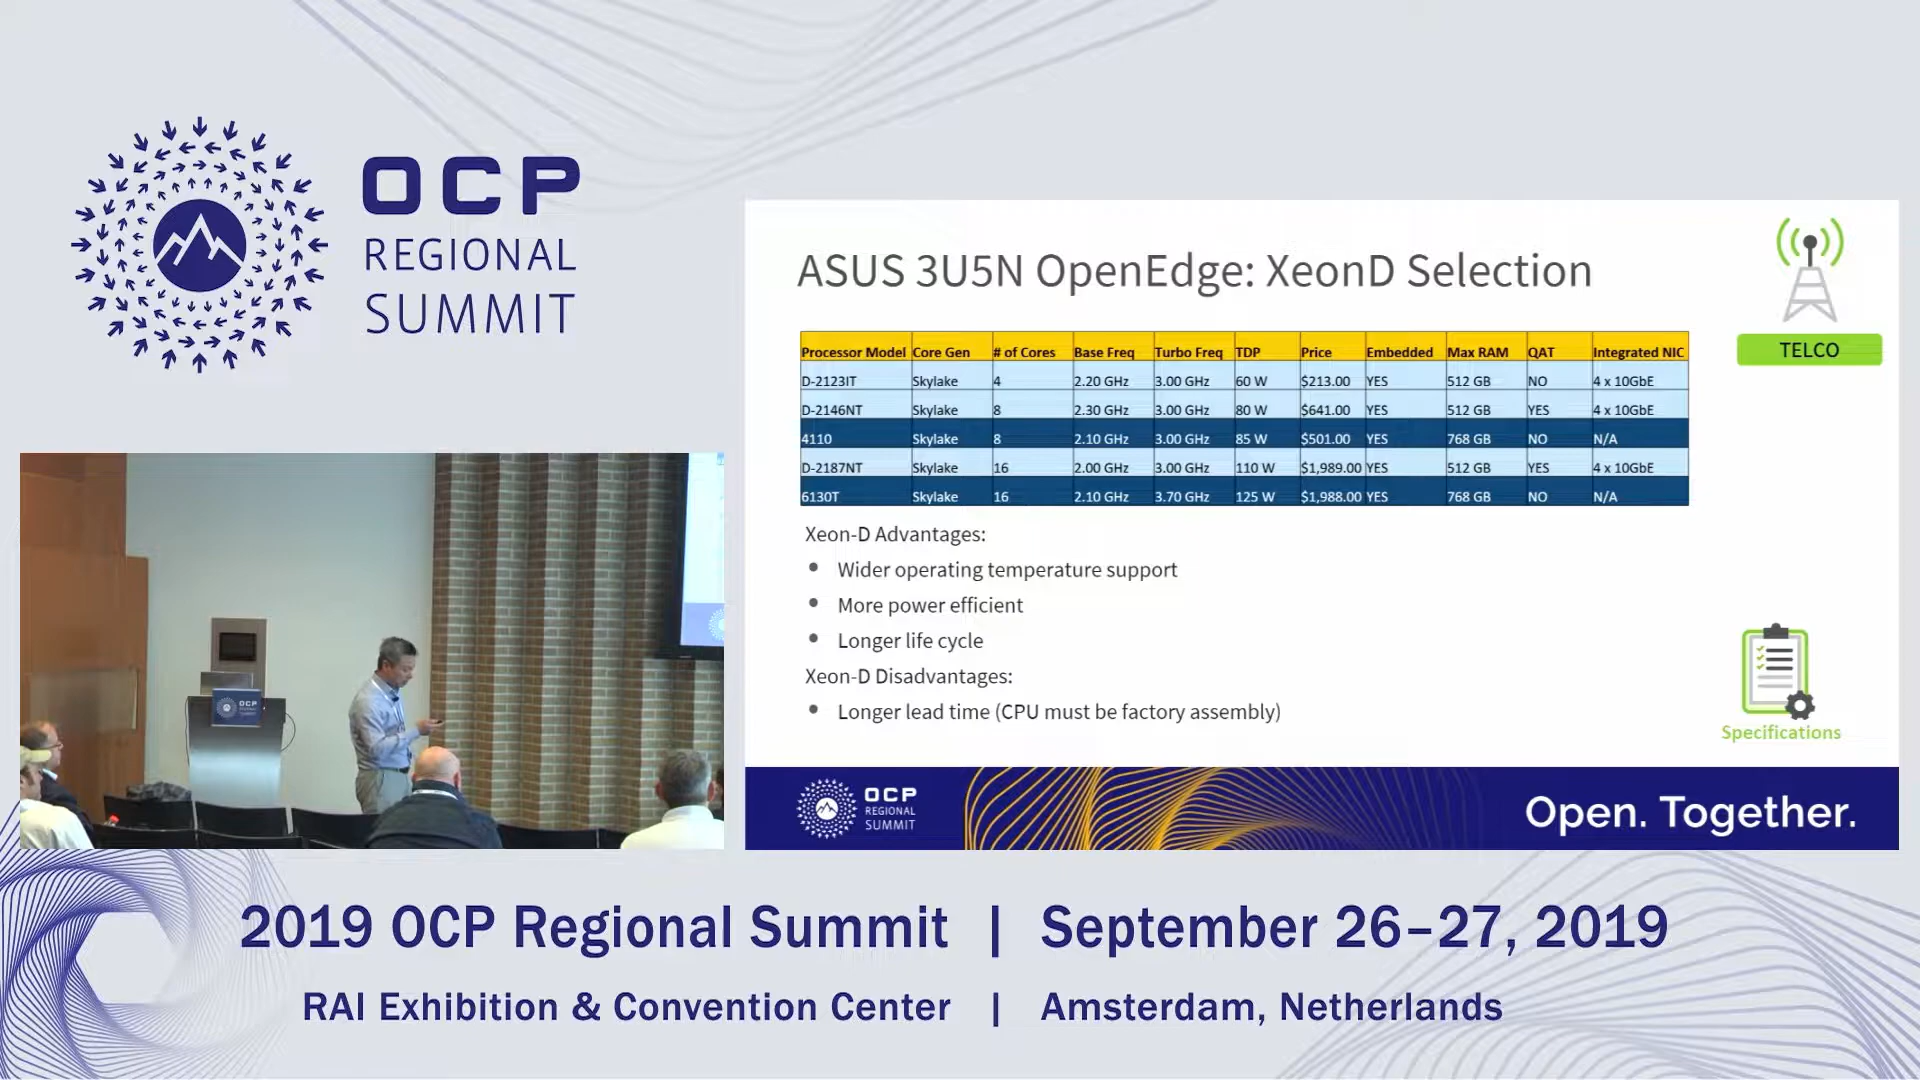 OCP
REGIONAL
SUMMIT
ASUS 3U5N OpenEdge: XeonD Selection
TELCO
Processor Model Core Gen # of Cores Base Freq Turbo Freq TDP Price Embedded Max RAM QAT Integrated NIC
D-2123IT Skylake 4 2.20 GHz 3.00 GHz 60 W $213.00 YES 512 GB NO 4 x 10GbE
D-2146NT Skylake 8 2.30 GHz 3.00 GHz 80 W $641.00 YES 512 GB YES 4 x 10GbE
4110 Skylake 8 2.10 GHz 3.00 GHz 85 W $501.00 YES 768 GB NO N/A
D-2187NT Skylake 16 2.00 GHz 3.00 GHz 110 W $1,989.00 YES 512 GB YES 4 x 10GbE
6130T Skylake 16 2.10 GHz 3.70 GHz 125 W $1,988.00 YES 768 GB NO N/A
Xeon-D Advantages:
• Wider operating temperature support
• More power efficient
• Longer life cycle
Xeon-D Disadvantages:
• Longer lead time (CPU must be factory assembly)
Specifications
OCP
REGIONAL
SUMMIT
Open. Together.
OCP
2019 OCP Regional Summit | September 26–27, 2019
RAI Exhibition & Convention Center | Amsterdam, Netherlands